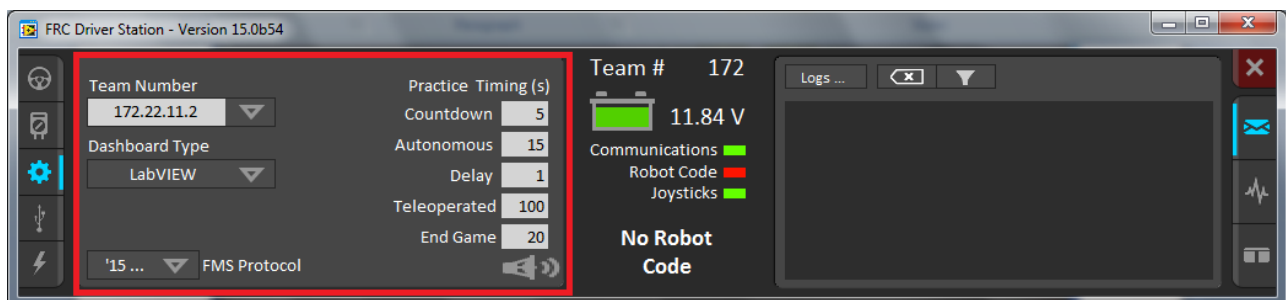 FRC Driver Station - Version 15.0b54
Team Number
172.22.11.2
Dashboard Type
LabVIEW
'15 ... FMS Protocol
Practice Timing (s)
Countdown 5
Autonomous 15
Delay 1
Teleoperated 100
End Game 20
Team # 172
11.84 V
Communications
Robot Code
Joysticks
No Robot
Code
Logs ...